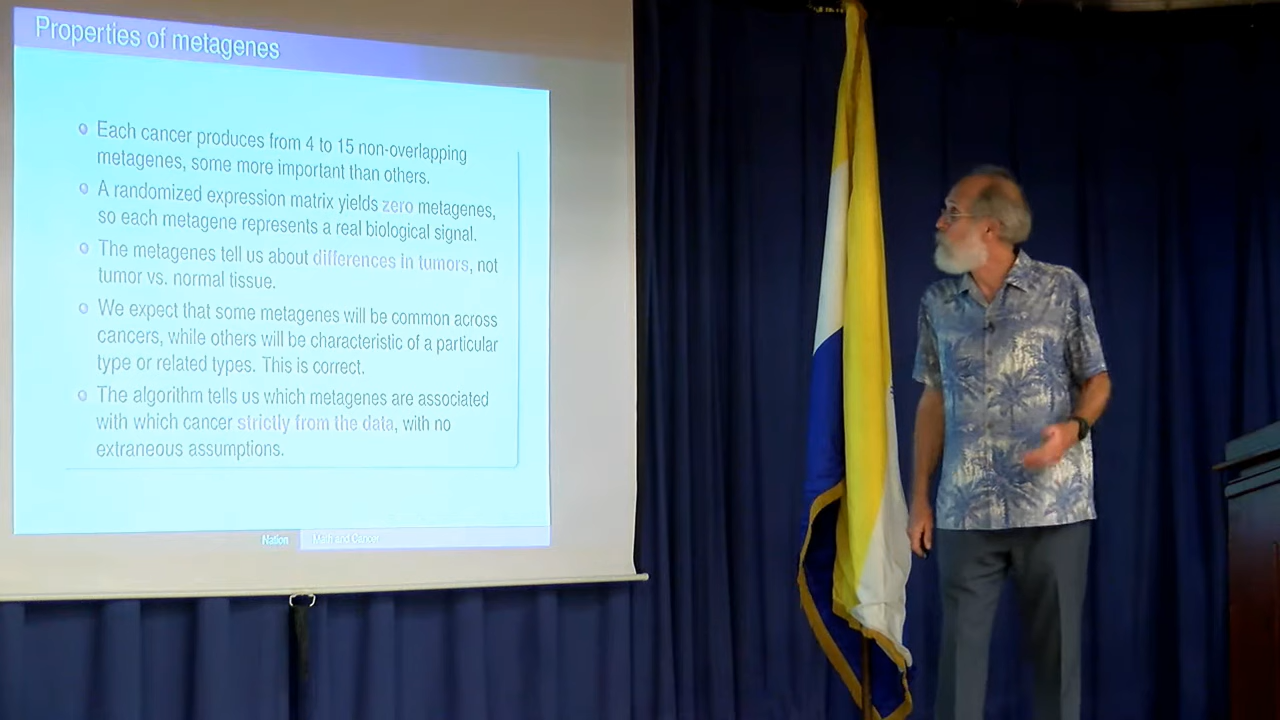 Properties of metagenes
Each cancer produces from 4 to 15 non-overlapping
metagenes, some more important than others.
A randomized expression matrix yields zero metagenes,
so each metagene represents a real biological signal.
The metagenes tell us about differences in tumors, not
tumor vs. normal tissue.
We expect that some metagenes will be common across
cancers, while others will be characteristic of a particular
type or related types. This is correct.
The algorithm tells us which metagenes are associated
with which cancer strictly from the data, with no
extraneous assumptions.
Nation Math and Cancer